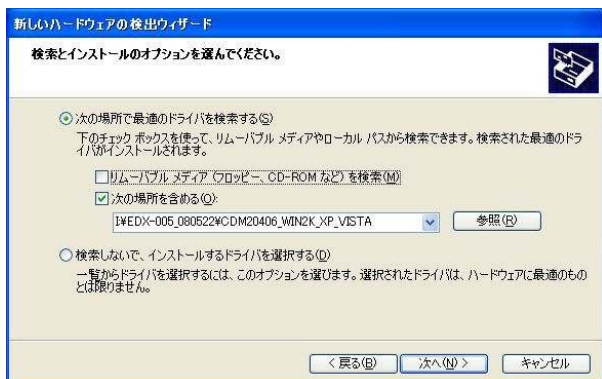 新しいハードウェアの検出ウィザード
検索とインストールのオプションを選んでください。
次の場所で最適のドライバを検索する(S)
下のチェック ボックスを使って、リムーバブル メディアやローカル パスから検索できます。検索された最適のドラ
イバがインストールされます。
リムーバブル メディア (フロッピー、CD-ROM など) を検索(M)
次の場所を含める(O):
I¥EDX-005_080522¥CDM20406_WIN2K_XP_VISTA
参照(R)
検索しないで、インストールするドライバを選択する(D)
一覧からドライバを選択するには、このオプションを選びます。選択されたドライバは、ハードウェアに最適のもの
とは限りません。
< 戻る(B)
次へ(N) >
キャンセル